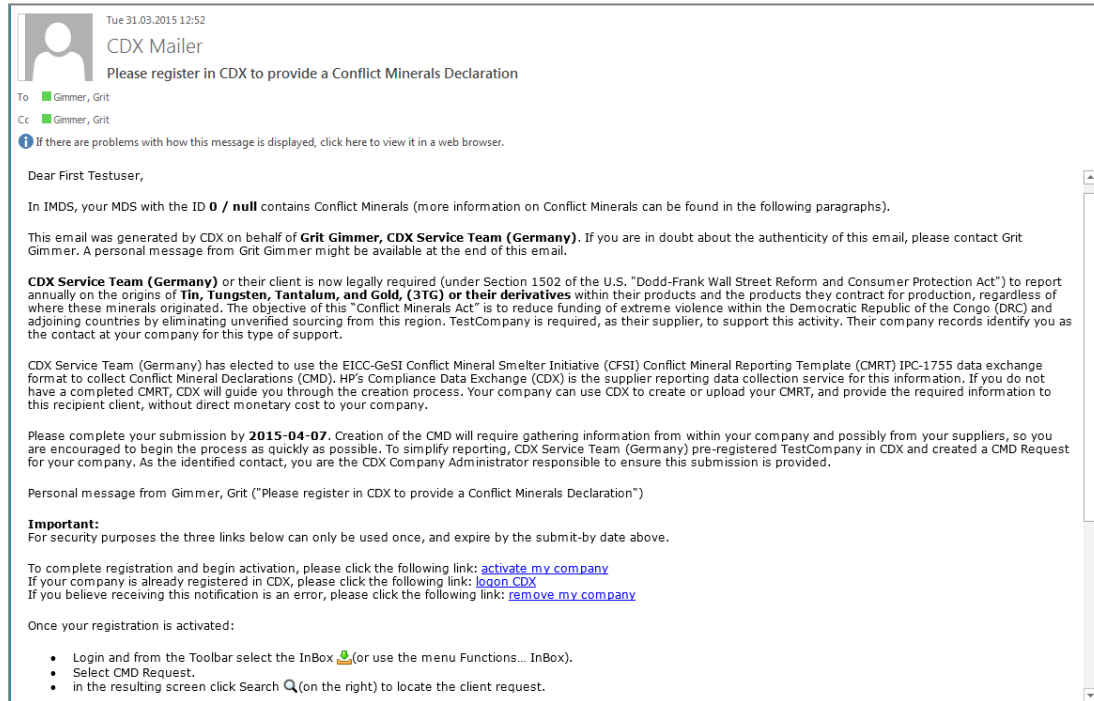 Tue 31.03.2015 12:52
CDX Mailer
Please register in CDX to provide a Conflict Minerals Declaration
To Gimmer, Grit
Cc Gimmer, Grit
If there are problems with how this message is displayed, click here to view it in a web browser.
Dear First Testuser,
In IMDS, your MDS with the ID 0 / null contains Conflict Minerals (more information on Conflict Minerals can be found in the following paragraphs).
This email was generated by CDX on behalf of Grit Gimmer, CDX Service Team (Germany). If you are in doubt about the authenticity of this email, please contact Grit
Gimmer. A personal message from Grit Gimmer might be available at the end of this email.
CDX Service Team (Germany) or their client is now legally required (under Section 1502 of the U.S. "Dodd-Frank Wall Street Reform and Consumer Protection Act") to report
annually on the origins of Tin, Tungsten, Tantalum, and Gold, (3TG) or their derivatives within their products and the products they contract for production, regardless of
where these minerals originated. The objective of this "Conflict Minerals Act" is to reduce funding of extreme violence within the Democratic Republic of the Congo (DRC) and
adjoining countries by eliminating unverified sourcing from this region. TestCompany is required, as their supplier, to support this activity. Their company records identify you as
the contact at your company for this type of support.
CDX Service Team (Germany) has elected to use the EICC-GeSI Conflict Mineral Smelter Initiative (CFSI) Conflict Mineral Reporting Template (CMRT) IPC-1755 data exchange
format to collect Conflict Mineral Declarations (CMD). HP's Compliance Data Exchange (CDX) is the supplier reporting data collection service for this information. If you do not
have a completed CMRT, CDX will guide you through the creation process. Your company can use CDX to create or upload your CMRT, and provide the required information to
this recipient client, without direct monetary cost to your company.
Please complete your submission by 2015-04-07. Creation of the CMD will require gathering information from within your company and possibly from your suppliers, so you
are encouraged to begin the process as quickly as possible. To simplify reporting, CDX Service Team (Germany) pre-registered TestCompany in CDX and created a CMD Request
for your company. As the identified contact, you are the CDX Company Administrator responsible to ensure this submission is provided.
Personal message from Gimmer, Grit ("Please register in CDX to provide a Conflict Minerals Declaration")
Important:
For security purposes the three links below can only be used once, and expire by the submit-by date above.
To complete registration and begin activation, please click the following link: activate my company
If your company is already registered in CDX, please click the following link: logon CDX
If you believe receiving this notification is an error, please click the following link: remove my company
Once your registration is activated:
• Login and from the Toolbar select the InBox (or use the menu Functions... InBox).
• Select CMD Request.
• in the resulting screen click Search (on the right) to locate the client request.